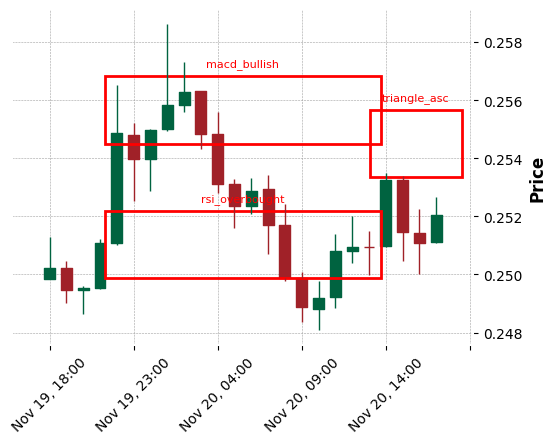 0.258
macd_bullish
0.256
triangle_asc
0.254
Price
rsi_overbought
0.252
0.250
0.248
Nov 19, 18:00
Nov 19, 23:00
Nov 20, 04:00
Nov 20, 09:00
Nov 20, 14:00